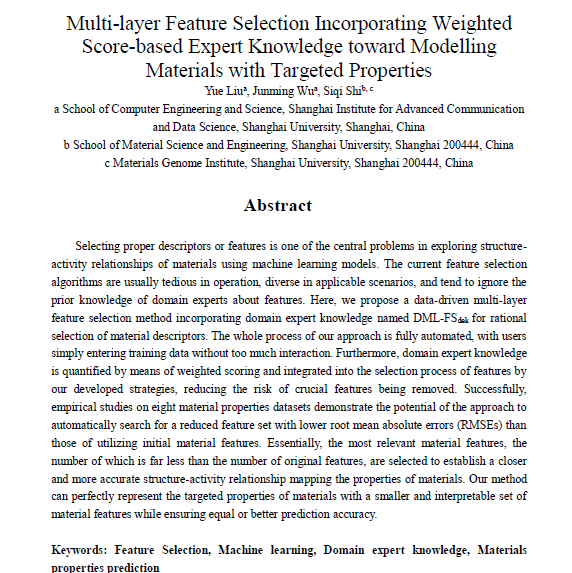 Multi-layer Feature Selection Incorporating Weighted
Score-based Expert Knowledge toward Modelling
Materials with Targeted Properties
Yue Liuᵃ, Junming Wuᵃ, Siqi Shiᵇ, ᶜ
a School of Computer Engineering and Science, Shanghai Institute for Advanced Communication
and Data Science, Shanghai University, Shanghai, China
b School of Material Science and Engineering, Shanghai University, Shanghai 200444, China
c Materials Genome Institute, Shanghai University, Shanghai 200444, China
Abstract
Selecting proper descriptors or features is one of the central problems in exploring structure-
activity relationships of materials using machine learning models. The current feature selection
algorithms are usually tedious in operation, diverse in applicable scenarios, and tend to ignore the
prior knowledge of domain experts about features. Here, we propose a data-driven multi-layer
feature selection method incorporating domain expert knowledge named DML-FSdek for rational
selection of material descriptors. The whole process of our approach is fully automated, with users
simply entering training data without too much interaction. Furthermore, domain expert knowledge
is quantified by means of weighted scoring and integrated into the selection process of features by
our developed strategies, reducing the risk of crucial features being removed. Successfully,
empirical studies on eight material properties datasets demonstrate the potential of the approach to
automatically search for a reduced feature set with lower root mean absolute errors (RMSEs) than
those of utilizing initial material features. Essentially, the most relevant material features, the
number of which is far less than the number of original features, are selected to establish a closer
and more accurate structure-activity relationship mapping the properties of materials. Our method
can perfectly represent the targeted properties of materials with a smaller and interpretable set of
material features while ensuring equal or better prediction accuracy.
Keywords: Feature Selection, Machine learning, Domain expert knowledge, Materials
properties prediction